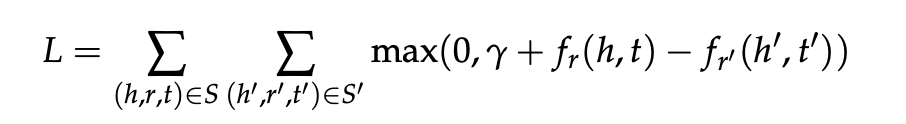 L = ∑_{(h,r,t)∈S} ∑_{(h′,r′,t′)∈S′} max(0, γ + f_r(h, t) − f_{r′}(h′, t′))